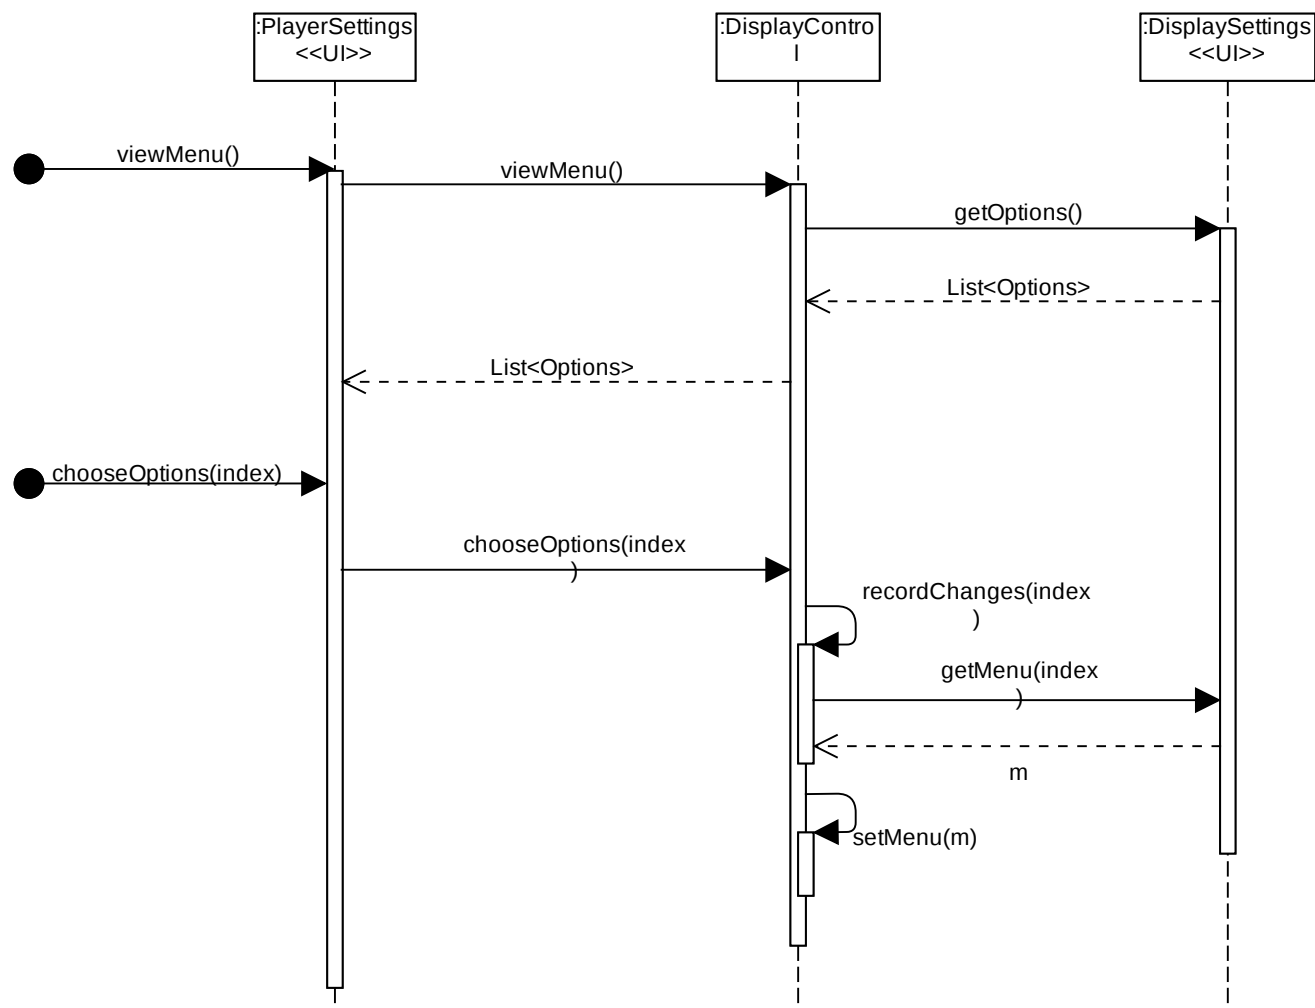 :PlayerSettings
<<UI>>
:DisplayContro
l
:DisplaySettings
<<UI>>
viewMenu()
viewMenu()
getOptions()
List<Options>
List<Options>
chooseOptions(index)
chooseOptions(index
)
recordChanges(index
)
getMenu(index
)
m
setMenu(m)